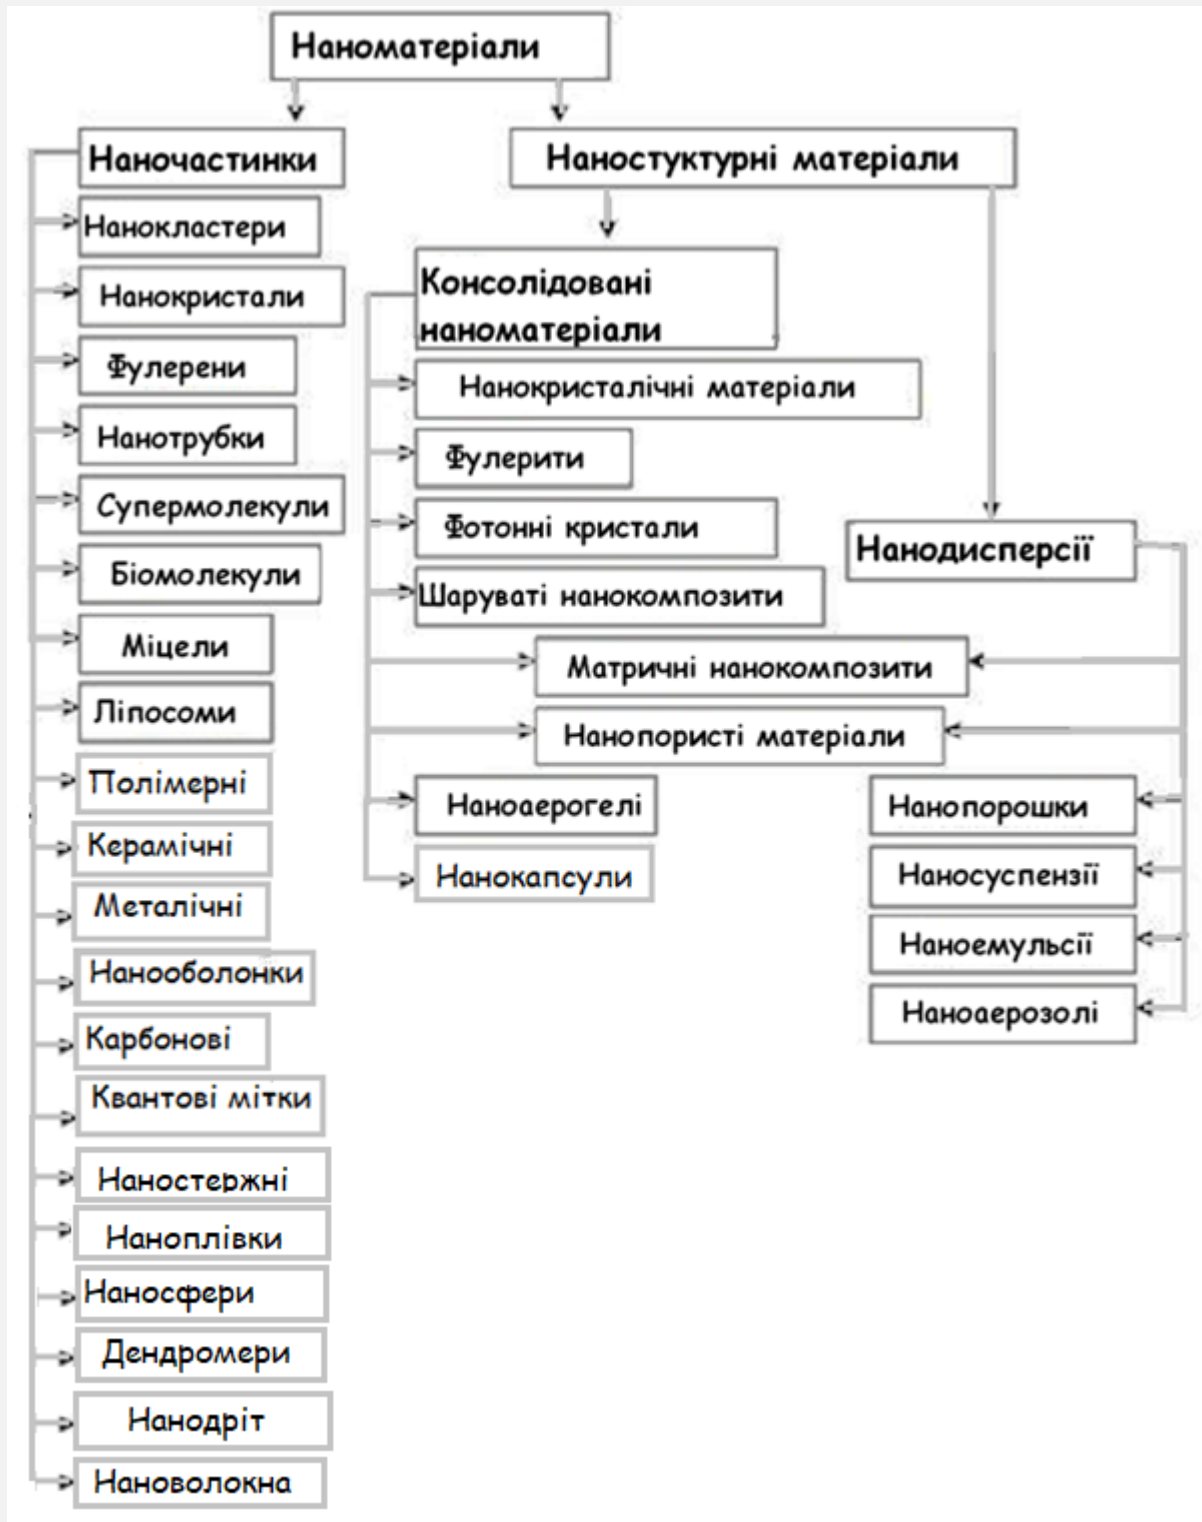 Наноматеріали
Наночастинки
Нанокластери
Нанокристали
Фулерени
Нанотрубки
Супермолекули
Біомолекули
Міцели
Ліпосоми
Полімерні
Керамічні
Металічні
Нанооболонки
Карбонові
Квантові мітки
Наностержні
Наноплівки
Наносфери
Дендромери
Нанодріт
Нановолокна
Наностуктурні матеріали
Консолідовані
наноматеріали
Нанокристалічні матеріали
Фулерити
Фотонні кристали
Шаруваті нанокомпозити
Матричні нанокомпозити
Нанопористі матеріали
Наноаерогелі
Нанокапсули
Нанодисперсії
Нанопорошки
Наносуспензії
Наноемульсії
Наноаерозолі